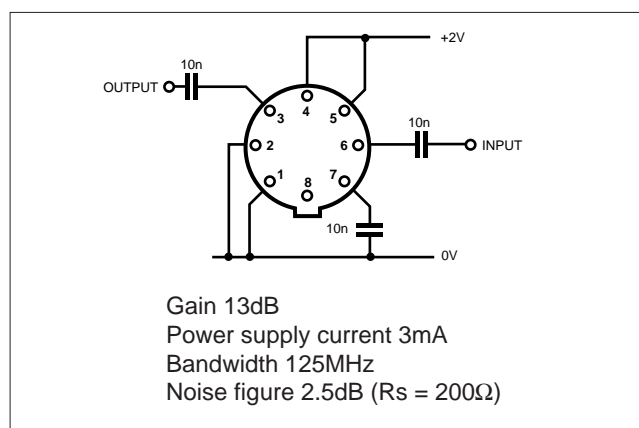 +2V
10n
OUTPUT
3
4
5
10n
2
6
INPUT
1
8
7
10n
0V
Gain 13dB
Power supply current 3mA
Bandwidth 125MHz
Noise figure 2.5dB (Rs = 200Ω)